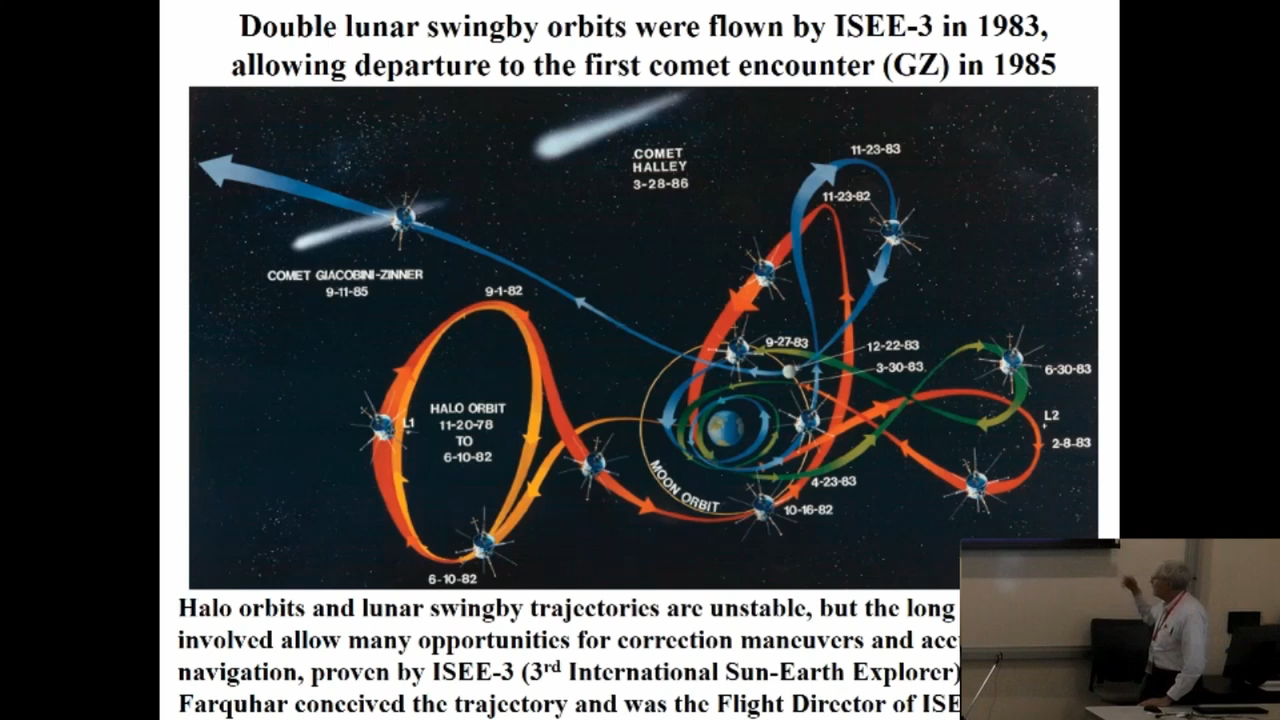 Double lunar swingby orbits were flown by ISEE-3 in 1983,
allowing departure to the first comet encounter (GZ) in 1985
COMET
HALLEY
3-28-86
11-23-83
11-23-82
COMET GIACOBINI-ZINNER
9-11-85
9-1-82
9-27-83
12-22-83
3-30-83
6-30-83
HALO ORBIT
11-20-78
TO
6-10-82
L1
L2
2-8-83
MOON ORBIT
4-23-83
10-16-82
6-10-82
Halo orbits and lunar swingby trajectories are unstable, but the long
involved allow many opportunities for correction maneuvers and
navigation, proven by ISEE-3 (3rd International Sun-Earth Explorer)
Farquhar conceived the trajectory and was the Flight Director of